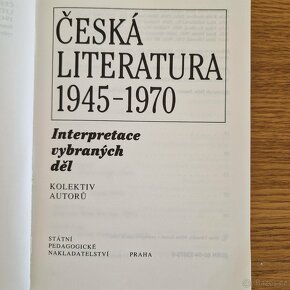 ČESKÁ
LITERATURA
1945–1970
Interpretace
vybraných
děl
KOLEKTIV
AUTORŮ
STÁTNÍ
PEDAGOGICKÉ
NAKLADATELSTVÍ PRAHA